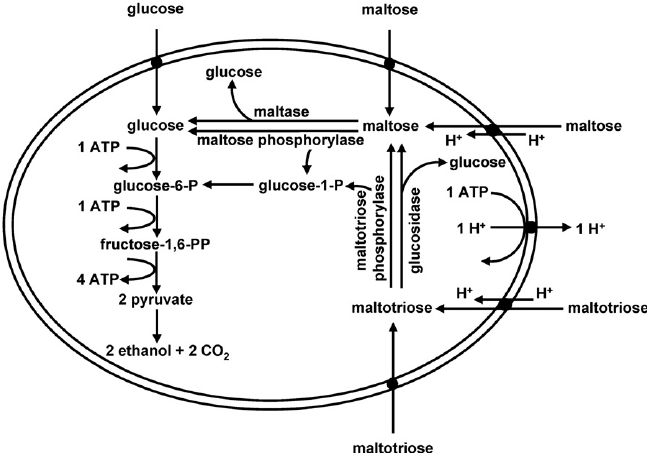 glucose
maltose
glucose
maltase
glucose
maltose
maltose
maltose phosphorylase
H⁺
H⁺
1 ATP
glucose
glucose-6-P
glucose-1-P
maltotriose
phosphorylase
glucosidase
1 ATP
1 ATP
1 H⁺
1 H⁺
fructose-1,6-PP
4 ATP
2 pyruvate
H⁺
H⁺
maltotriose
maltotriose
2 ethanol + 2 CO₂
maltotriose